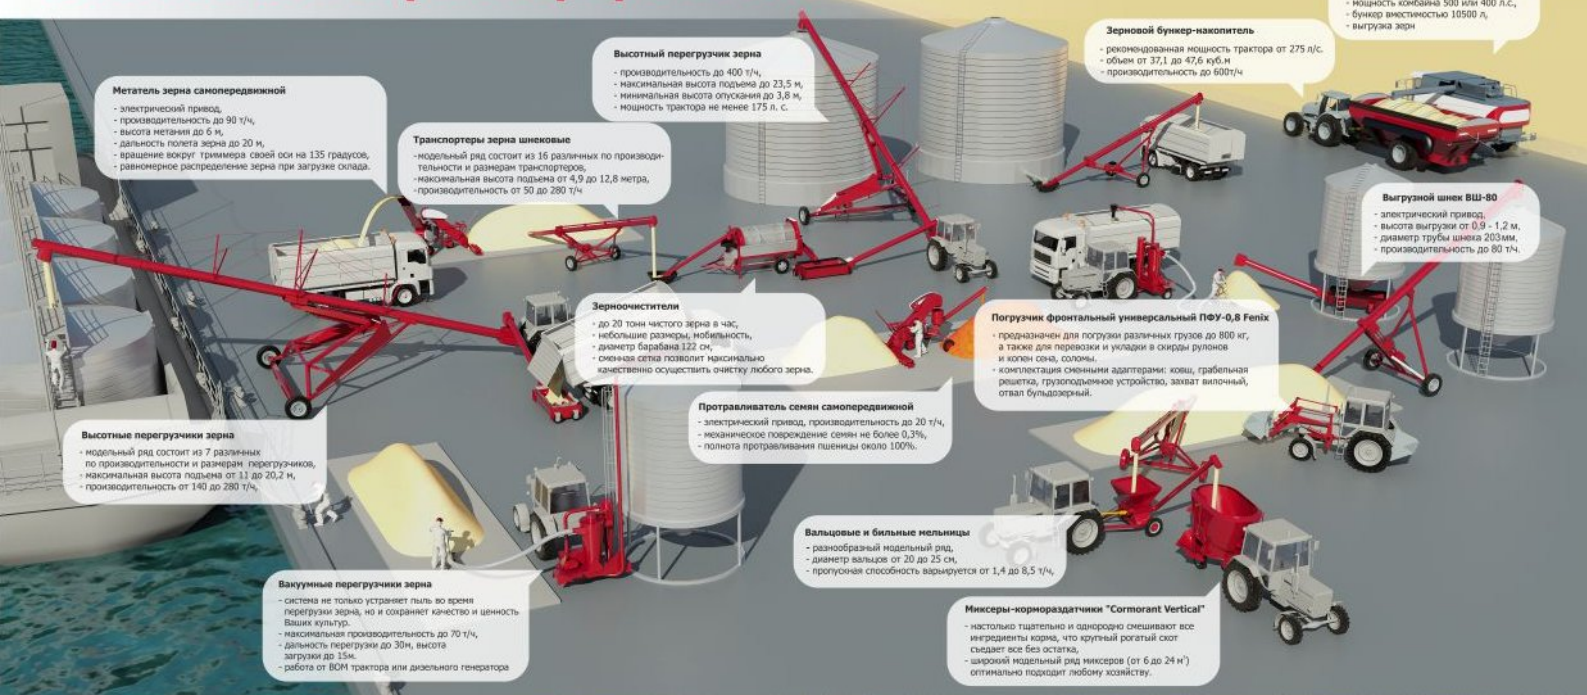 - мощность комбайна 500 или 400 л.с.,
- бункер вместимостью 10500 л,
- выгрузка зерн
Зерновой бункер-накопитель
- рекомендованная мощность трактора от 275 л/с.
- объем от 37,1 до 47,6 куб.м
- производительность до 600т/ч
Высотный перегрузчик зерна
- производительность до 400 т/ч,
- максимальная высота подъема до 23,5 м,
- минимальная высота опускания до 3,8 м,
- мощность трактора не менее 175 л. с.
Метатель зерна самопередвижной
- электрический привод,
- производительность до 90 т/ч,
- высота метания до 6 м,
- дальность полета зерна до 20 м,
- вращение вокруг триммера своей оси на 135 градусов,
- равномерное распределение зерна при загрузке склада.
Транспортеры зерна шнековые
-модельный ряд состоит из 16 различных по производи-
тельности и размерам транспортеров,
-максимальная высота подъема от 4,9 до 12,8 метра,
-производительность от 50 до 280 т/ч
Выгрузной шнек ВШ-80
- электрический привод,
- высота выгрузки от 0,9 - 1,2 м,
- диаметр трубы шнека 203мм,
- производительность до 80 т/ч.
Зерноочистители
- до 20 тонн чистого зерна в час,
- небольшие размеры, мобильность,
- диаметр барабана 122 см,
- сменная сетка позволит максимально
качественно осуществить очистку любого зерна.
Погрузчик фронтальный универсальный ПФУ-0,8 Fenix
- предназначен для погрузки различных грузов до 800 кг,
а также для перевозки и укладки в скирды рулонов
и копен сена, соломы.
- комплектация сменными адаптерами: ковш, грабельная
решетка, грузоподъемное устройство, захват вилочный,
отвал бульдозерный.
Протравливатель семян самопередвижной
- электрический привод, производительность до 20 т/ч,
- механическое повреждение семян не более 0,3%,
- полнота протравливания пшеницы около 100%.
Высотные перегрузчики зерна
- модельный ряд состоит из 7 различных
по производительности и размерам перегрузчиков,
- максимальная высота подъема от 11 до 20,2 м,
- производительность от 140 до 280 т/ч,
Вальцовые и бильные мельницы
- разнообразный модельный ряд,
- диаметр вальцов от 20 до 25 см,
- пропускная способность варьируется от 1,4 до 8,5 т/ч,
Вакуумные перегрузчики зерна
- система не только устраняет пыль во время
перегрузки зерна, но и сохраняет качество и ценность
Ваших культур.
- максимальная производительность до 70 т/ч,
- дальность перегрузки до 30м, высота
загрузки до 15м.
- работа от ВОМ трактора или дизельного генератора
Миксеры-кормораздатчики "Cormorant Vertical"
- настолько тщательно и однородно смешивают все
ингредиенты корма, что крупный рогатый скот
съедает все без остатка,
- широкий модельный ряд миксеров (от 6 до 24 м³)
оптимально подходит любому хозяйству.